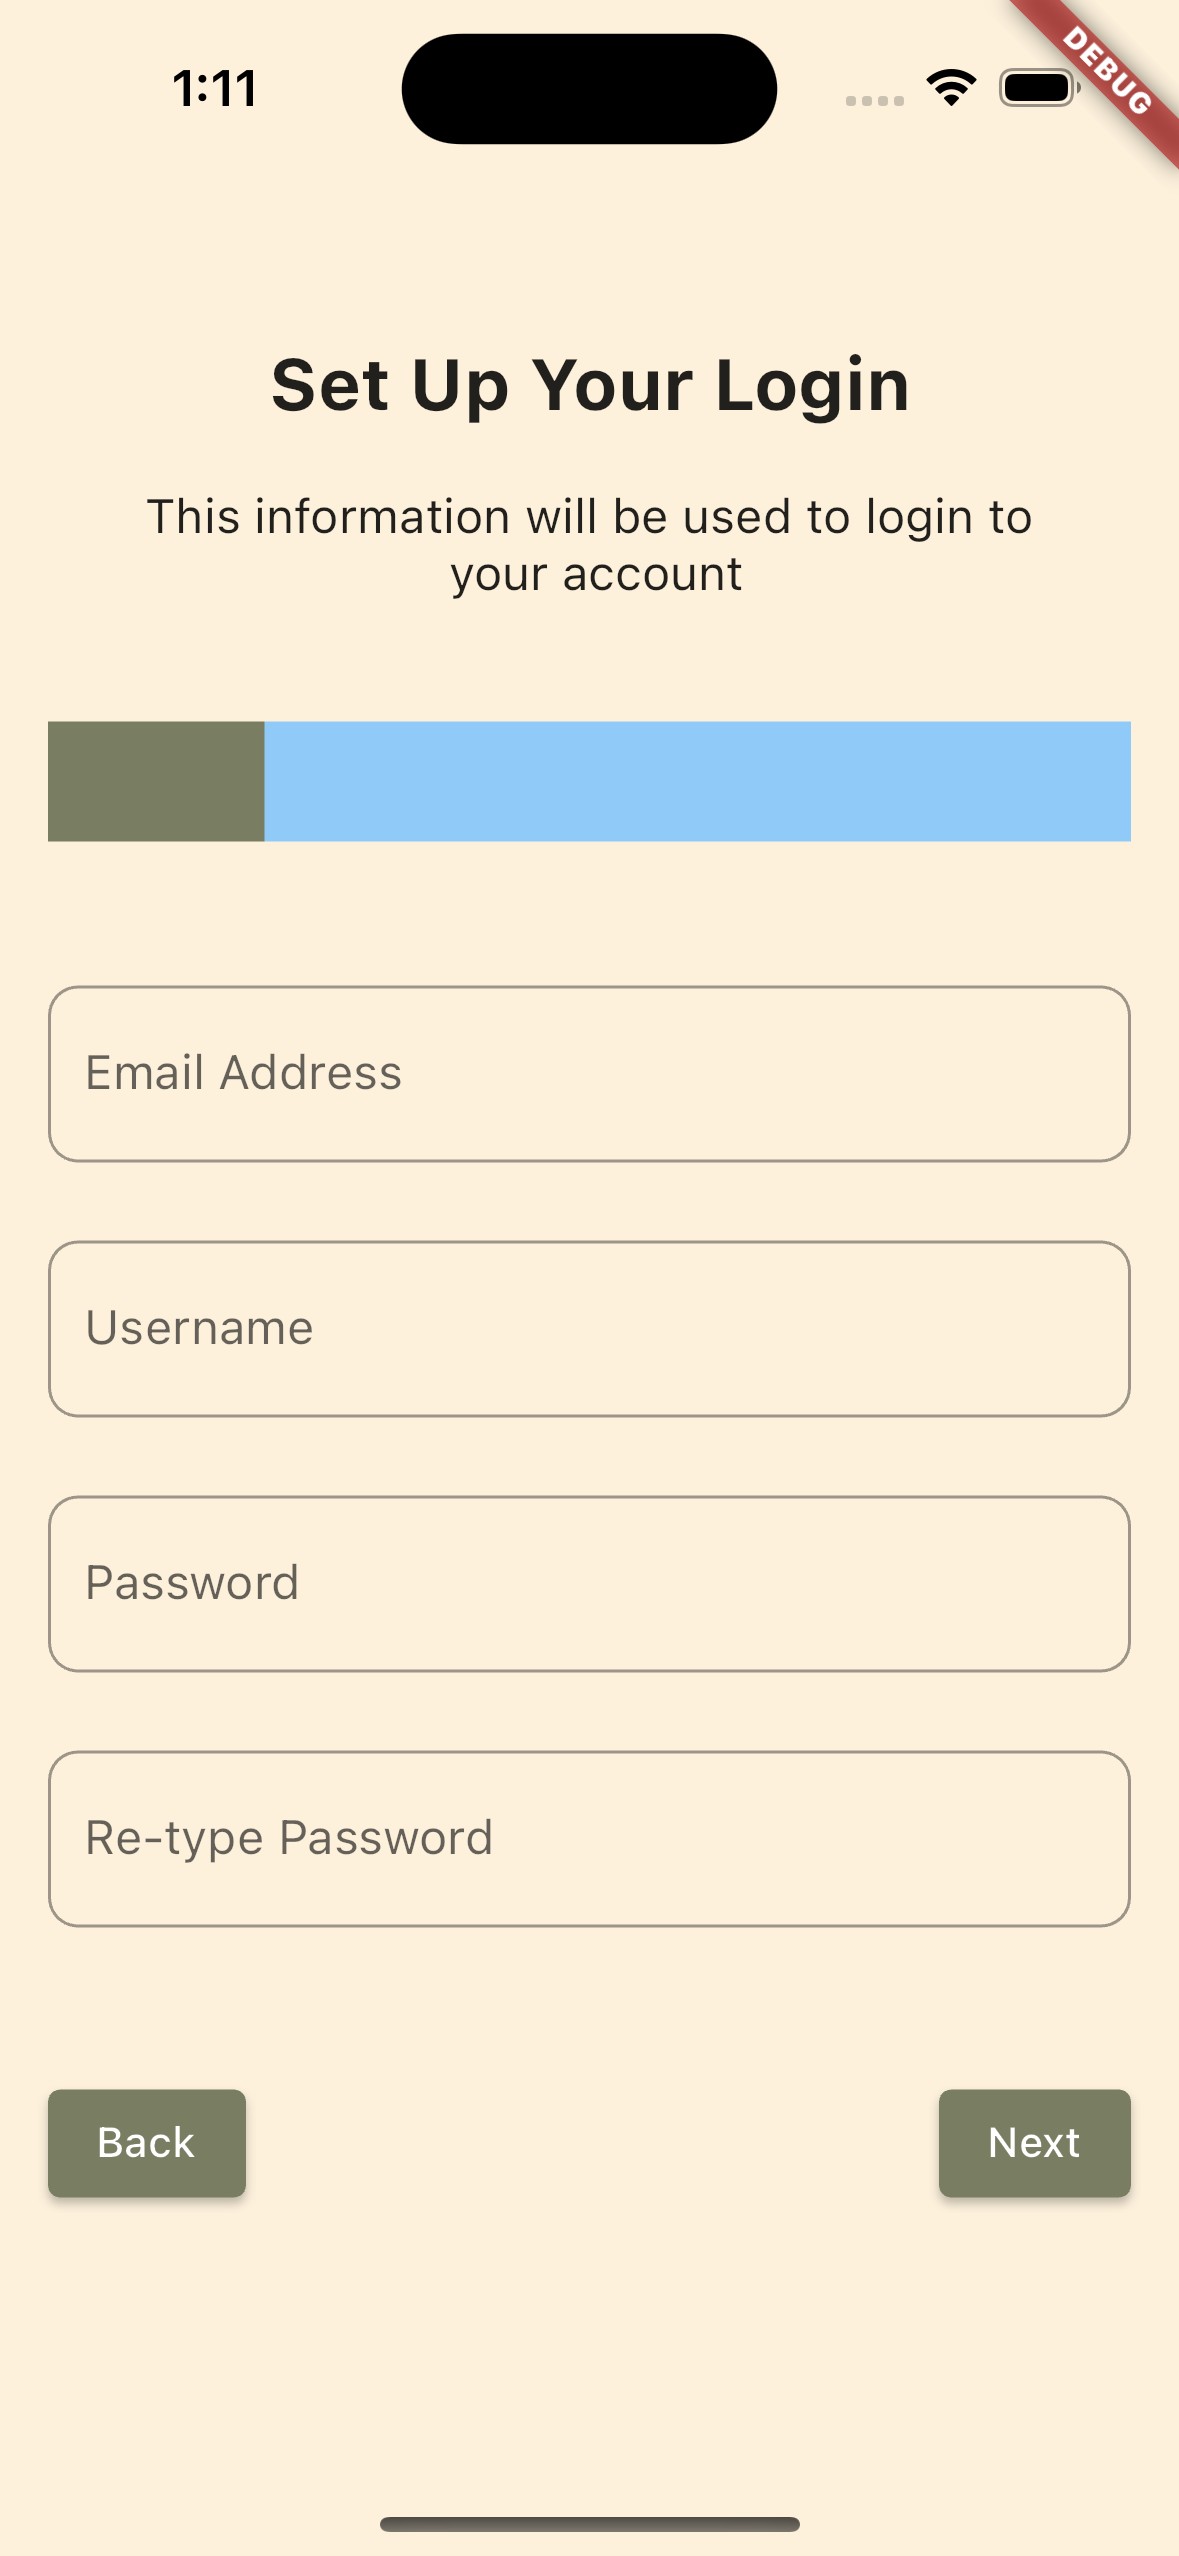 1:11
DEBUG
Set Up Your Login
This information will be used to login to
your account
Email Address
Username
Password
Re-type Password
Back
Next